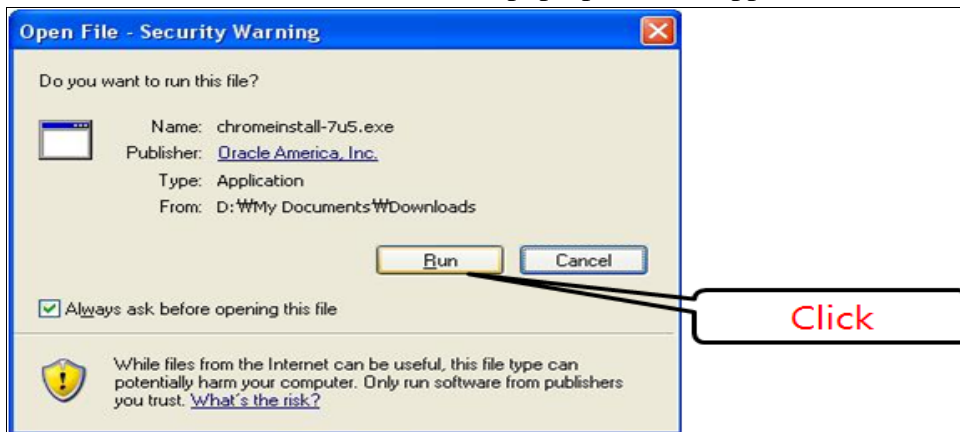 Open File - Security Warning
Do you want to run this file?
Name: chromeinstall-7u5.exe
Publisher: Oracle America, Inc.
Type: Application
From: D:₩My Documents₩Downloads
Run Cancel
Always ask before opening this file
Click
While files from the Internet can be useful, this file type can
potentially harm your computer. Only run software from publishers
you trust. What's the risk?